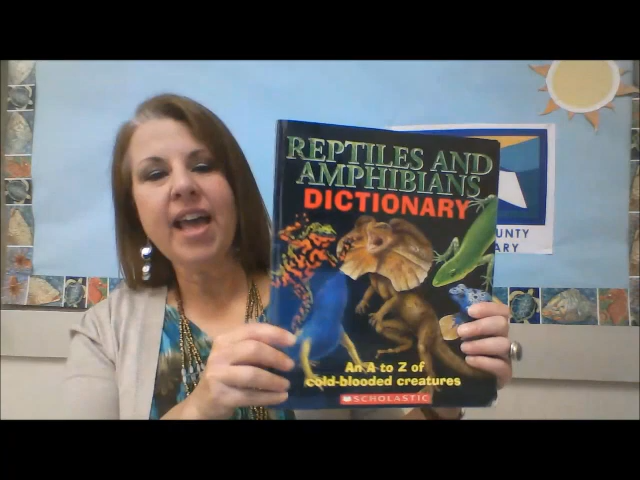 REPTILES AND
AMPHIBIANS
DICTIONARY
An A to Z of
cold-blooded creatures
SCHOLASTIC
UNTY
ARY